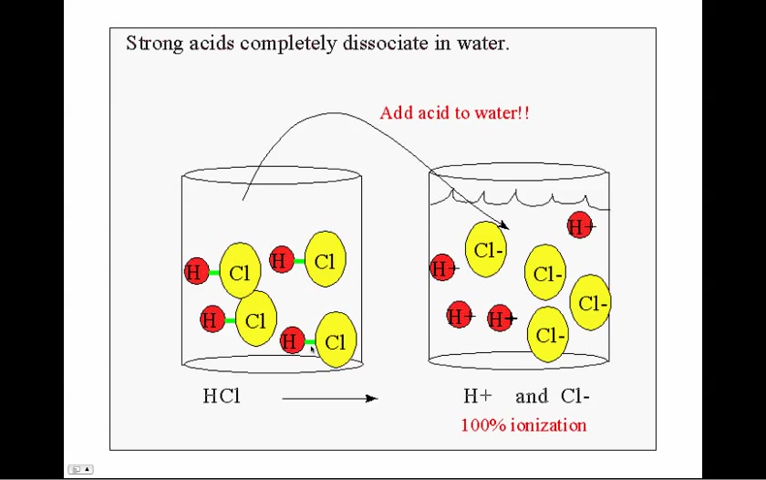 Strong acids completely dissociate in water.
Add acid to water!!
H Cl
H Cl
H Cl
H Cl
H+
Cl-
H+
Cl-
Cl-
H+
H+
Cl-
HCl
H+ and Cl-
100% ionization